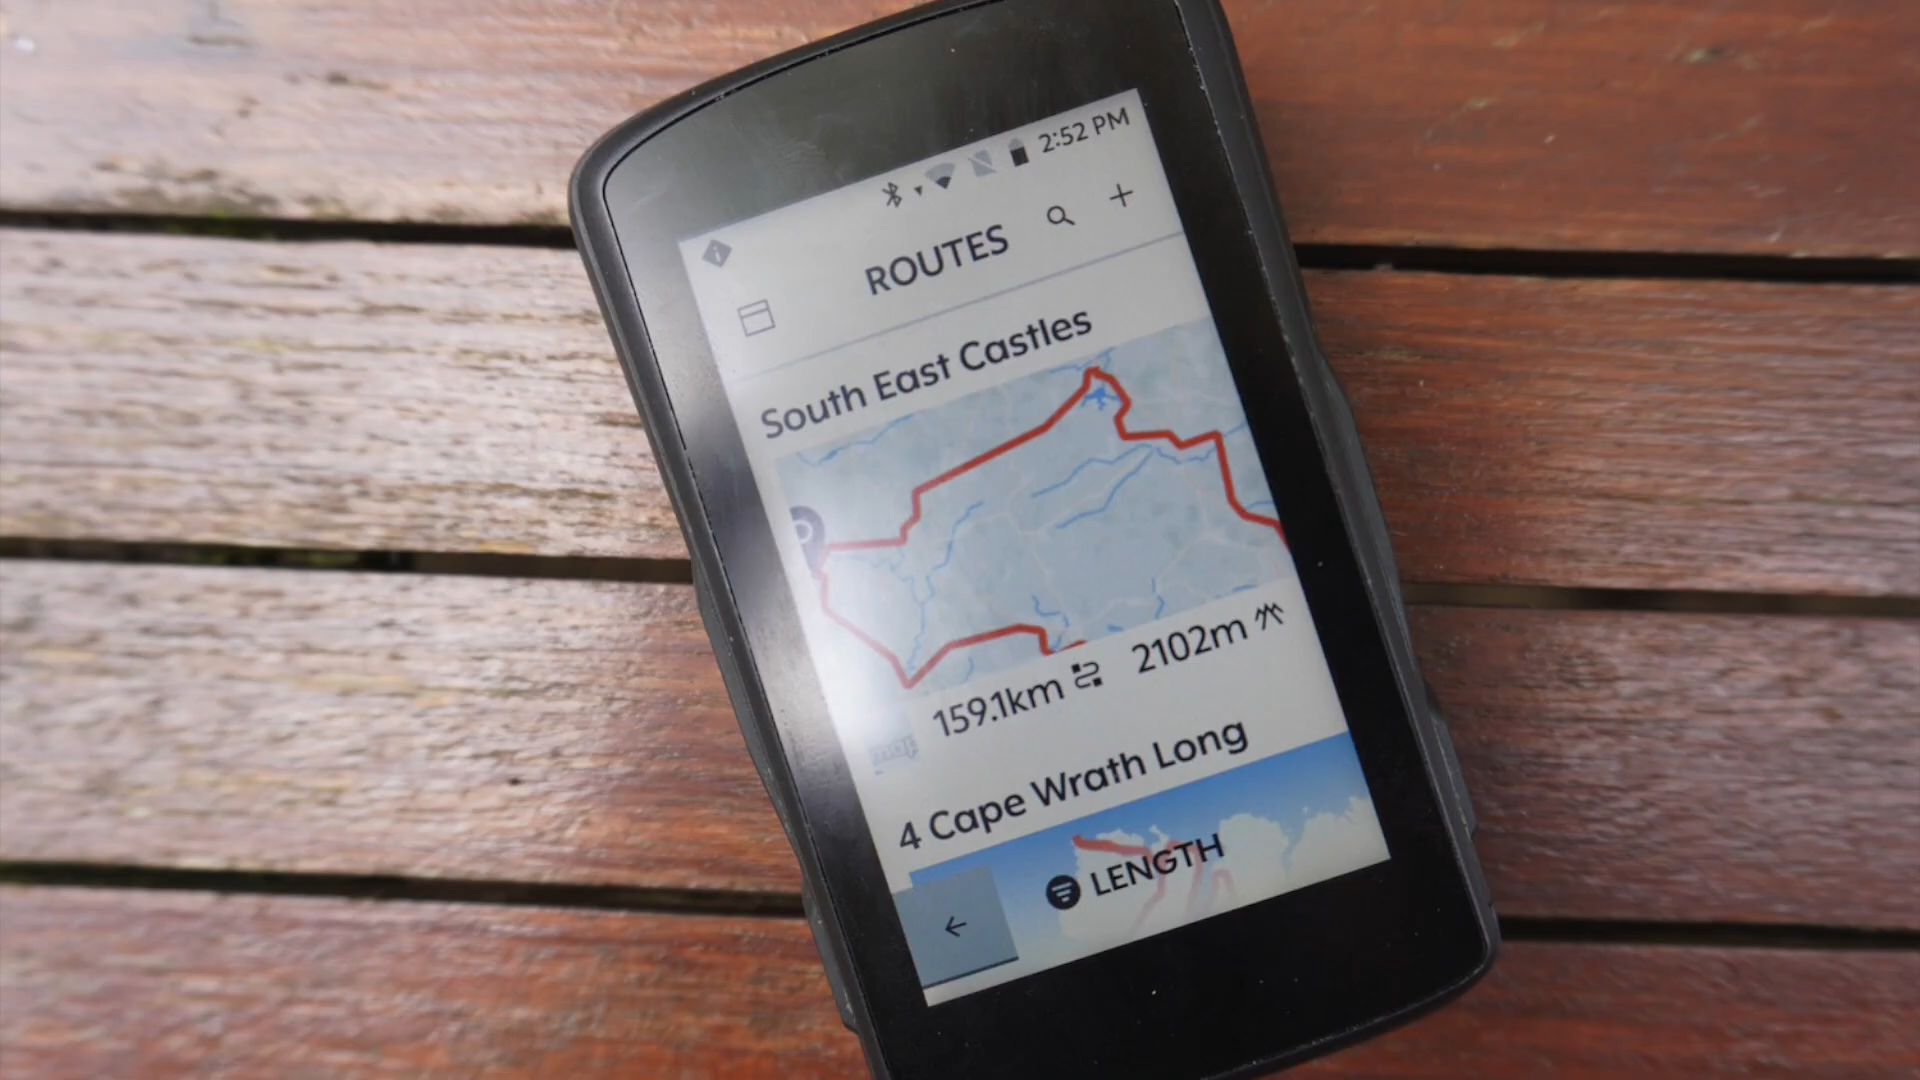 2:52 PM
ROUTES
South East Castles
159.1km 2102m
4 Cape Wrath Long
LENGTH